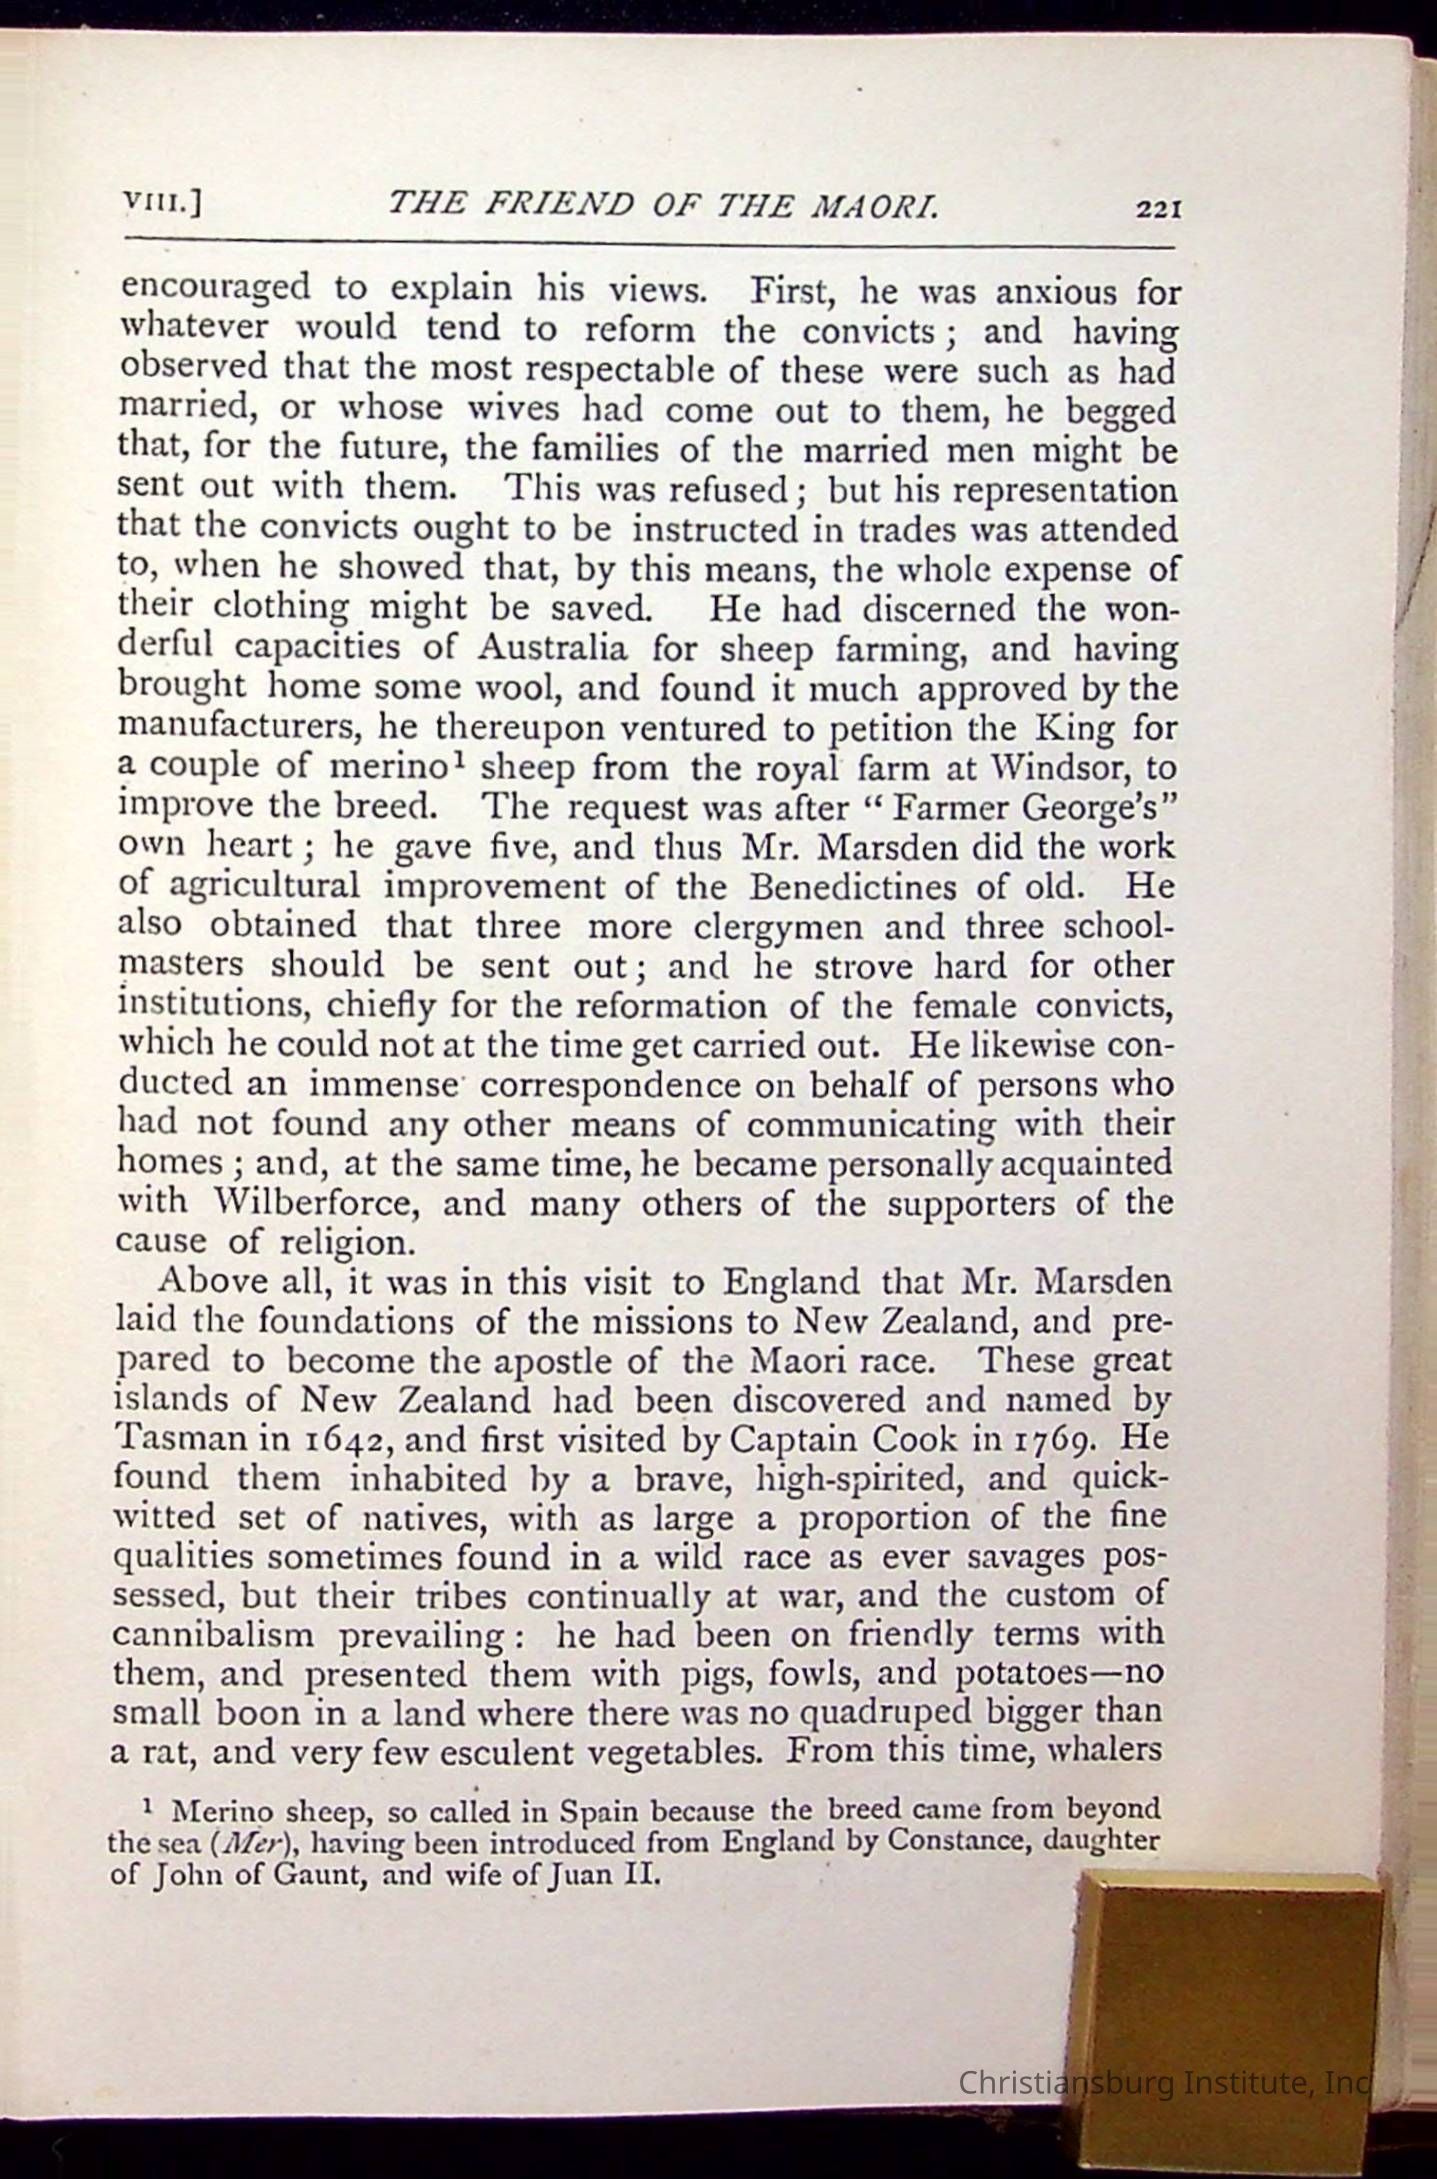 VIII.] THE FRIEND OF THE MAORI. 221
encouraged to explain his views. First, he was anxious for
whatever would tend to reform the convicts; and having
observed that the most respectable of these were such as had
married, or whose wives had come out to them, he begged
that, for the future, the families of the married men might be
sent out with them. This was refused; but his representation
that the convicts ought to be instructed in trades was attended
to, when he showed that, by this means, the whole expense of
their clothing might be saved. He had discerned the won-
derful capacities of Australia for sheep farming, and having
brought home some wool, and found it much approved by the
manufacturers, he thereupon ventured to petition the King for
a couple of merino¹ sheep from the royal farm at Windsor, to
improve the breed. The request was after “Farmer George’s”
own heart; he gave five, and thus Mr. Marsden did the work
of agricultural improvement of the Benedictines of old. He
also obtained that three more clergymen and three school-
masters should be sent out; and he strove hard for other
institutions, chiefly for the reformation of the female convicts,
which he could not at the time get carried out. He likewise con-
ducted an immense correspondence on behalf of persons who
had not found any other means of communicating with their
homes; and, at the same time, he became personally acquainted
with Wilberforce, and many others of the supporters of the
cause of religion.
Above all, it was in this visit to England that Mr. Marsden
laid the foundations of the missions to New Zealand, and pre-
pared to become the apostle of the Maori race. These great
islands of New Zealand had been discovered and named by
Tasman in 1642, and first visited by Captain Cook in 1769. He
found them inhabited by a brave, high-spirited, and quick-
witted set of natives, with as large a proportion of the fine
qualities sometimes found in a wild race as ever savages pos-
sessed, but their tribes continually at war, and the custom of
cannibalism prevailing: he had been on friendly terms with
them, and presented them with pigs, fowls, and potatoes—no
small boon in a land where there was no quadruped bigger than
a rat, and very few esculent vegetables. From this time, whalers
¹ Merino sheep, so called in Spain because the breed came from beyond
the sea (Mer), having been introduced from England by Constance, daughter
of John of Gaunt, and wife of Juan II.
Christiansburg Institute, Inc